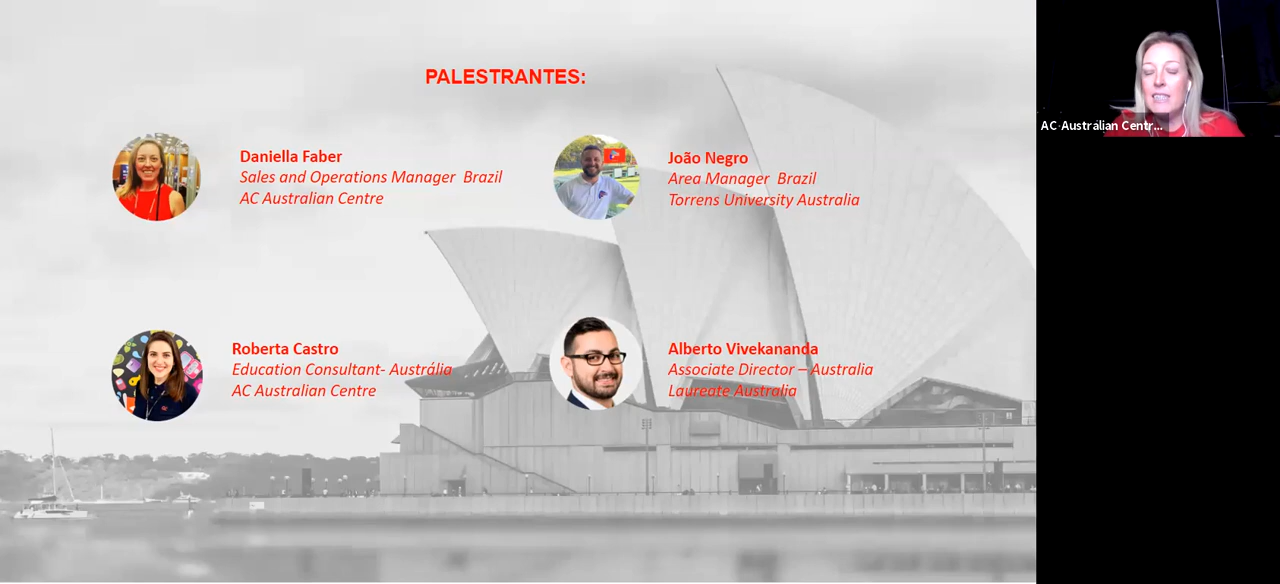 PALESTRANTES:
Daniella Faber
Sales and Operations Manager Brazil
AC Australian Centre
João Negro
Area Manager Brazil
Torrens University Australia
Roberta Castro
Education Consultant- Austrália
AC Australian Centre
Alberto Vivekananda
Associate Director – Australia
Laureate Australia
AC Australian Centr...